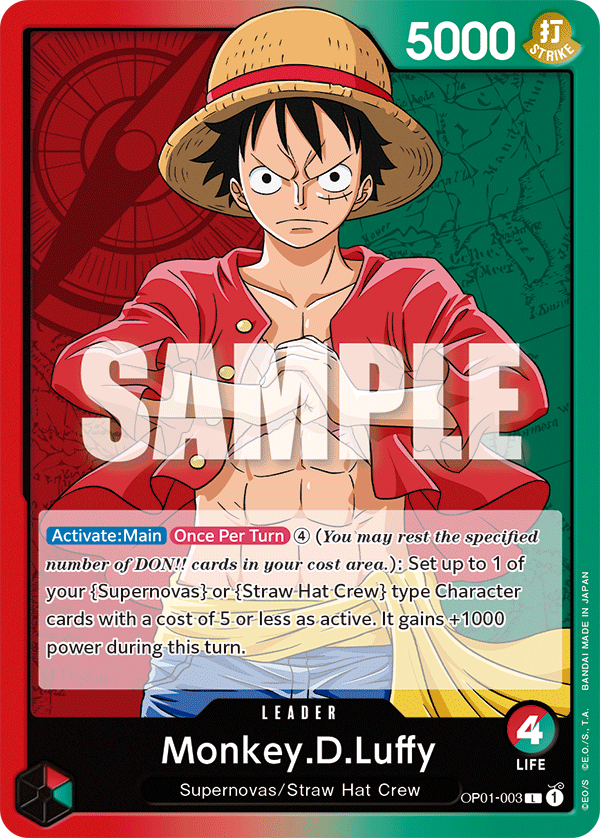 5000
打
STRIKE
SAMPLE
Activate:Main Once Per Turn ④ (You may rest the specified
number of DON!! cards in your cost area.): Set up to 1 of
your {Supernovas} or {Straw Hat Crew} type Character
cards with a cost of 5 or less as active. It gains +1000
power during this turn.
LEADER
Monkey.D.Luffy
Supernovas/Straw Hat Crew
4
LIFE
OP01-003 L 1
©EO/S ©E.O./S., T.A. BANDAI MADE IN JAPAN